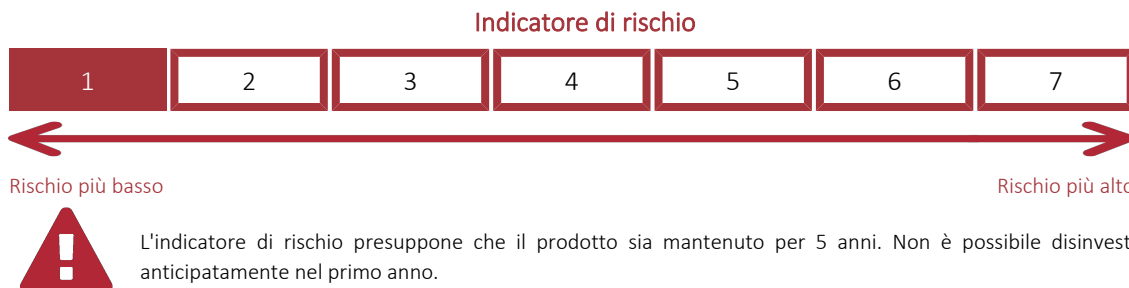 Indicatore di rischio
1 2 3 4 5 6 7
Rischio più basso Rischio più alto
L'indicatore di rischio presuppone che il prodotto sia mantenuto per 5 anni. Non è possibile disinvest
anticipatamente nel primo anno.